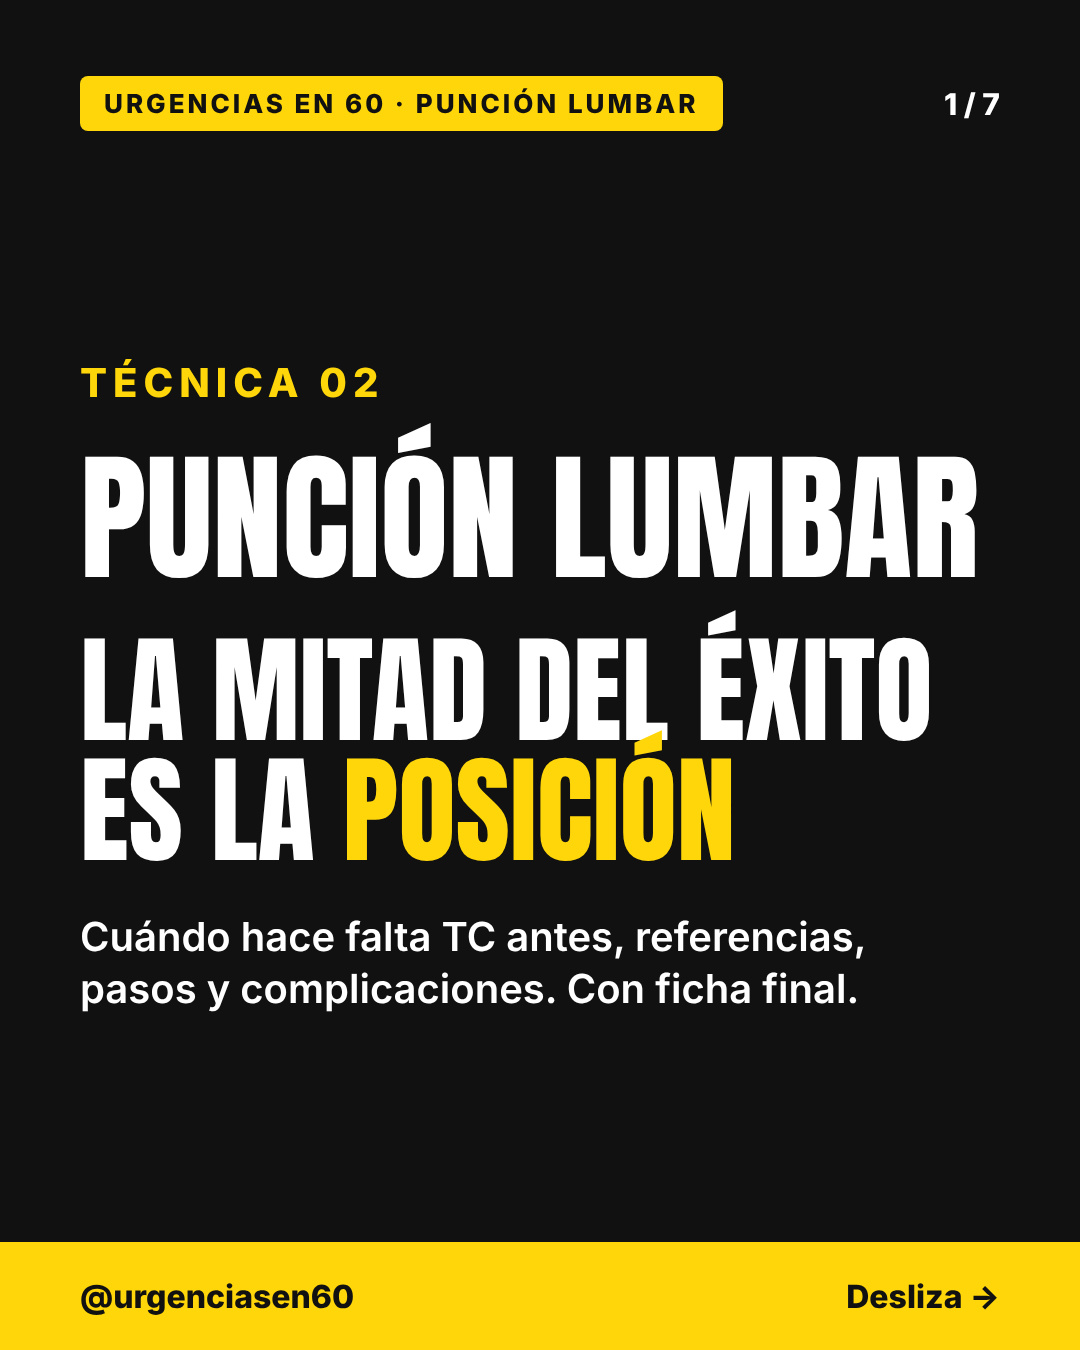 URGENCIAS EN 60 · PUNCIÓN LUMBAR
1/7
TÉCNICA 02
PUNCIÓN LUMBAR
LA MITAD DEL ÉXITO
ES LA POSICIÓN
Cuándo hace falta TC antes, referencias,
pasos y complicaciones. Con ficha final.
@urgenciasen60
Desliza →